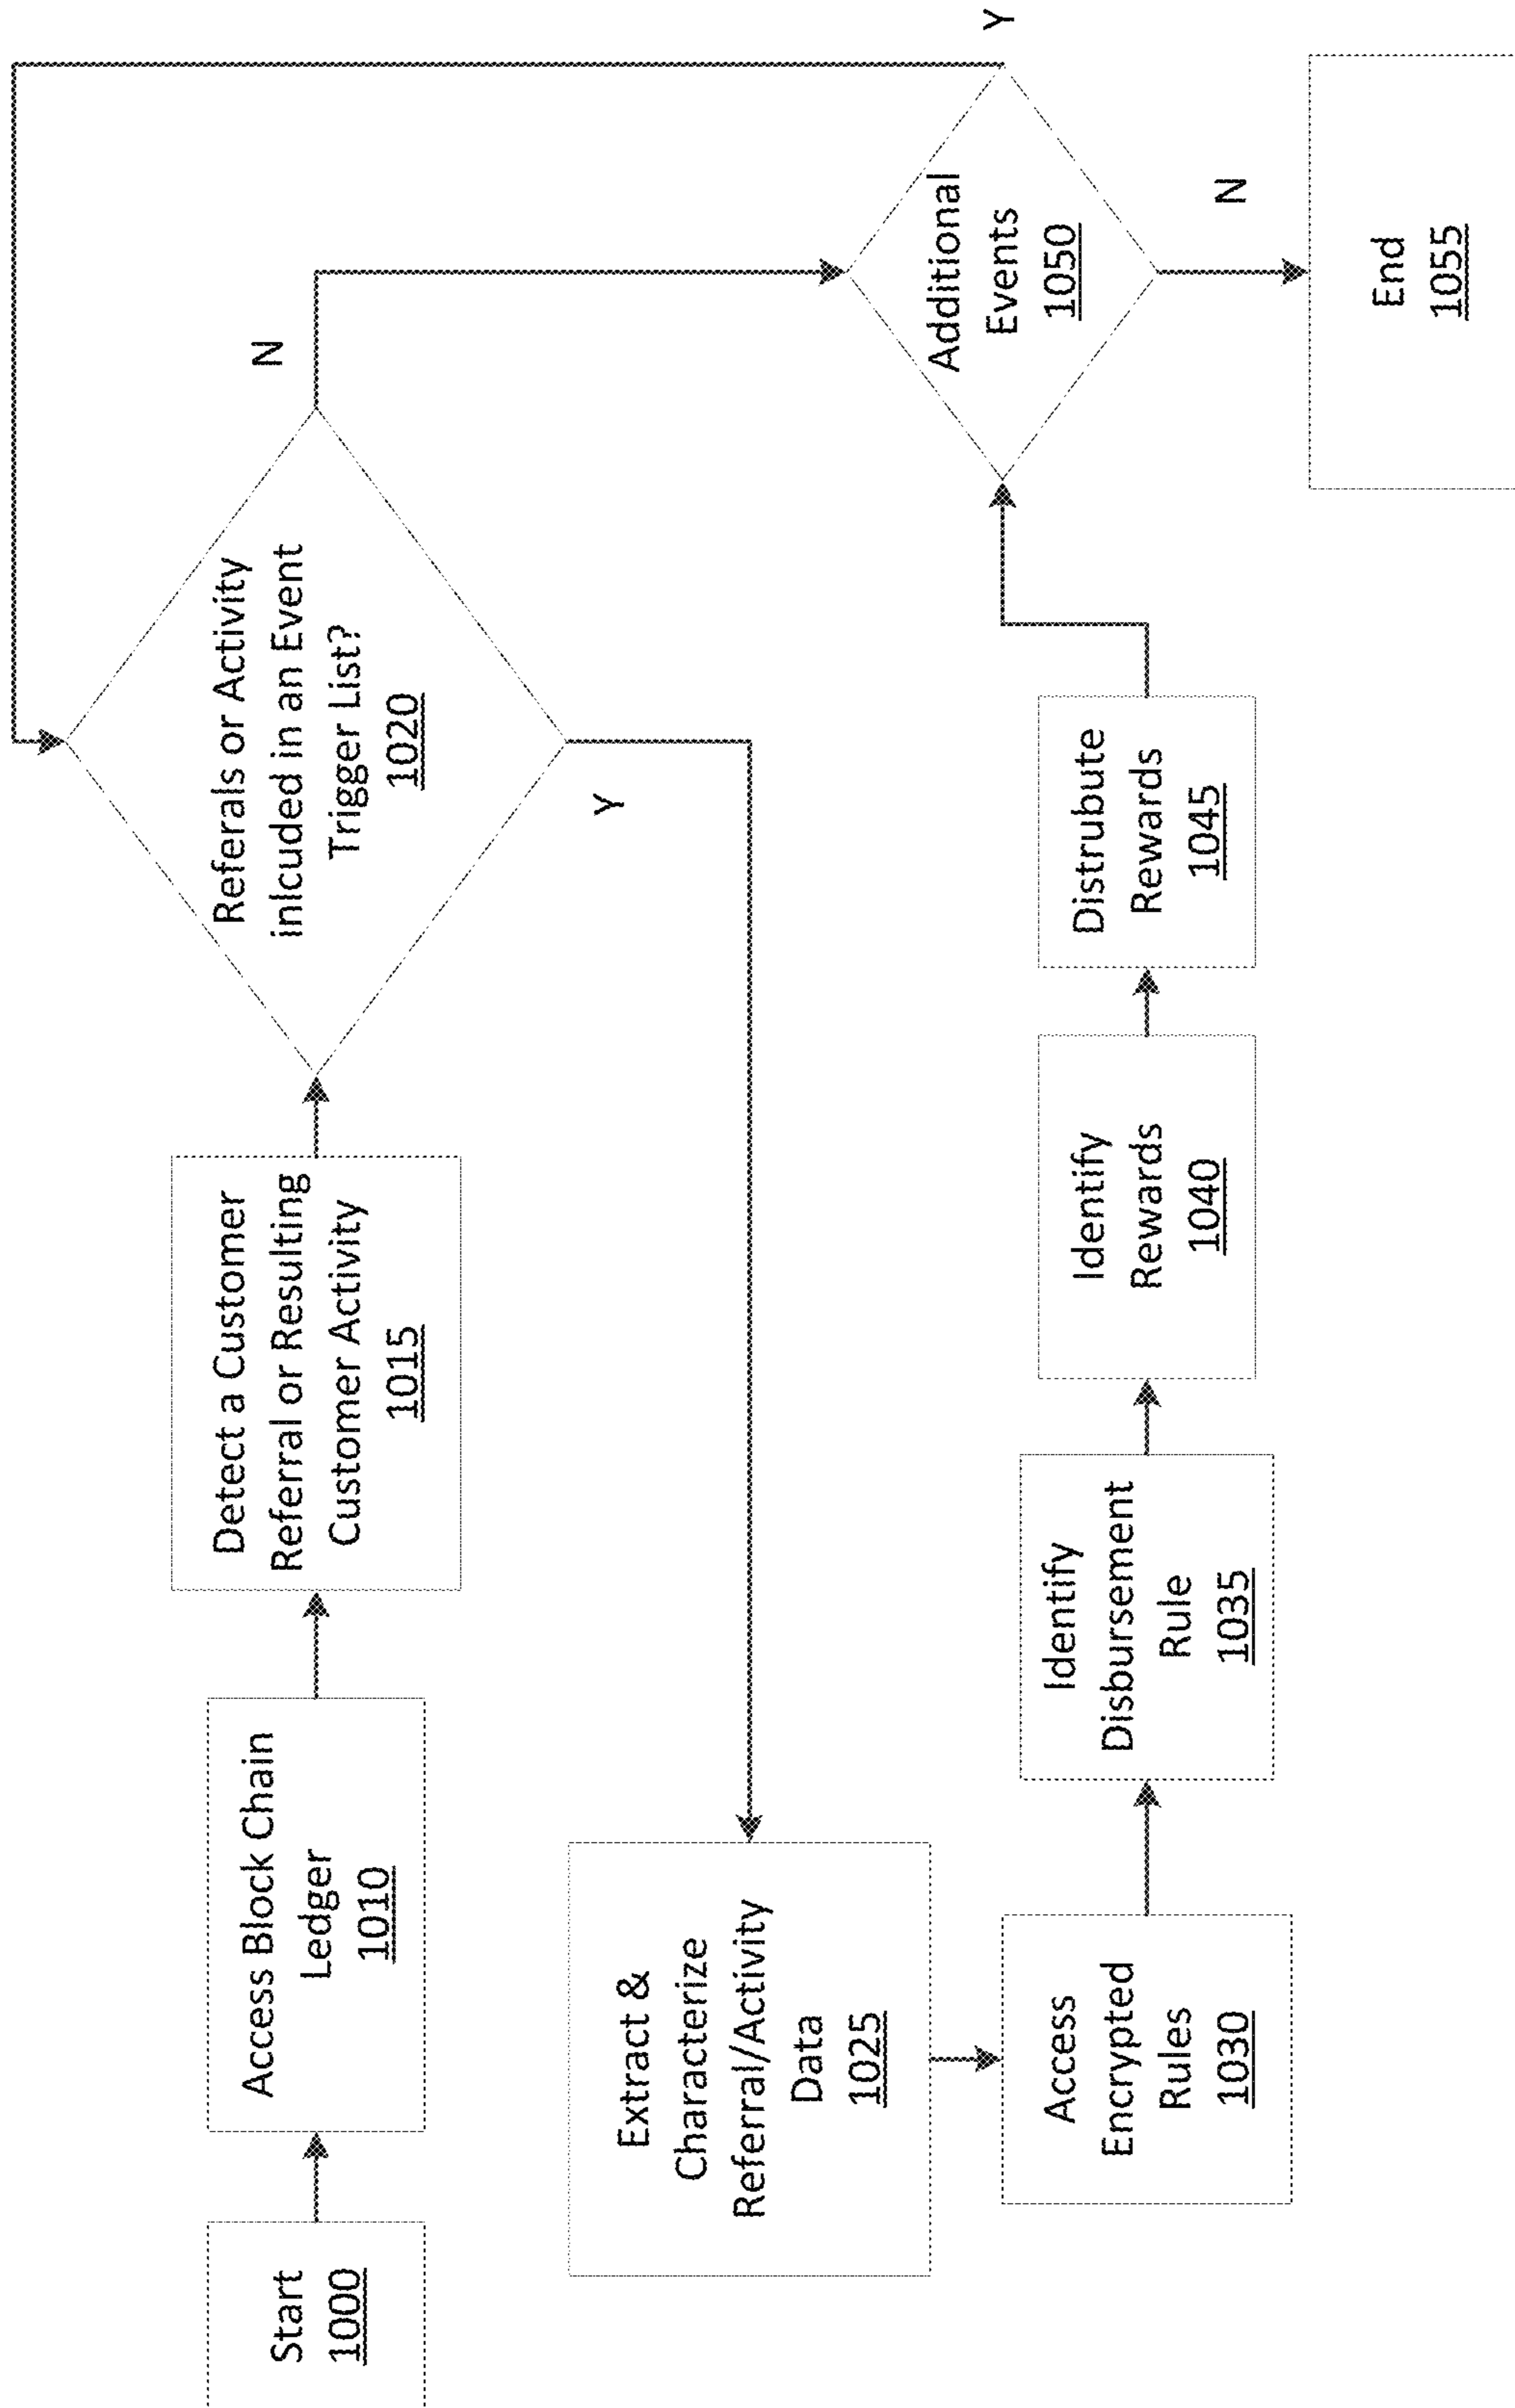 Start
1000
Access Block Chain
Ledger
1010
Detect a Customer
Referral or Resulting
Customer Activity
1015
Referrals or Activity
inlcuded in an Event
Trigger List?
1020
N
Y
Extract &
Characterize
Referral/Activity
Data
1025
Access
Encrypted
Rules
1030
Identify
Disbursement
Rule
1035
Identify
Rewards
1040
Distrubute
Rewards
1045
Additional
Events
1050
Y
N
End
1055